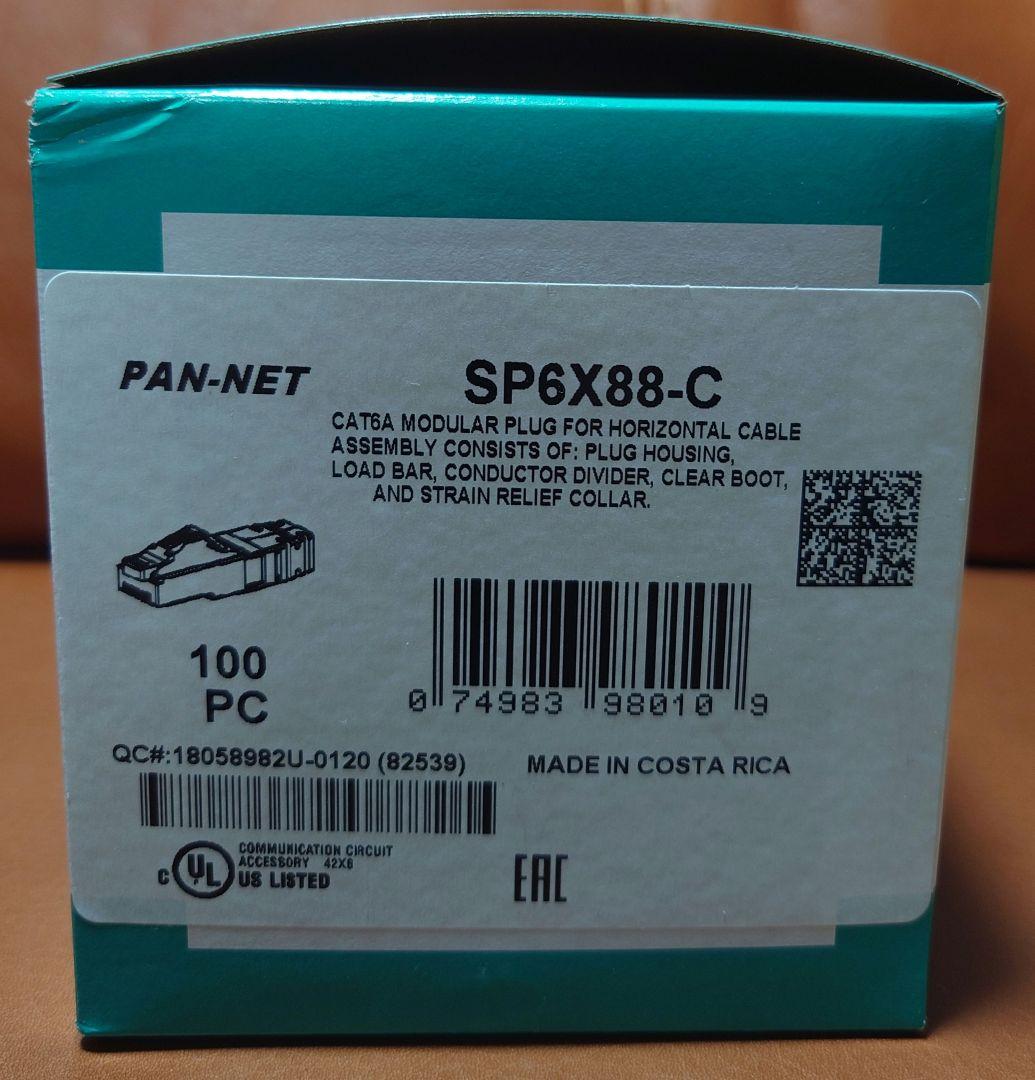 PAN-NET
SP6X88-C
CAT6A MODULAR PLUG FOR HORIZONTAL CABLE
ASSEMBLY CONSISTS OF: PLUG HOUSING,
LOAD BAR, CONDUCTOR DIVIDER, CLEAR BOOT,
AND STRAIN RELIEF COLLAR.
100
PC
0 74983 98010 9
QC#:18058982U-0120 (82539)
MADE IN COSTA RICA
C UL US LISTED
COMMUNICATION CIRCUIT
ACCESSORY 42X6
EAC